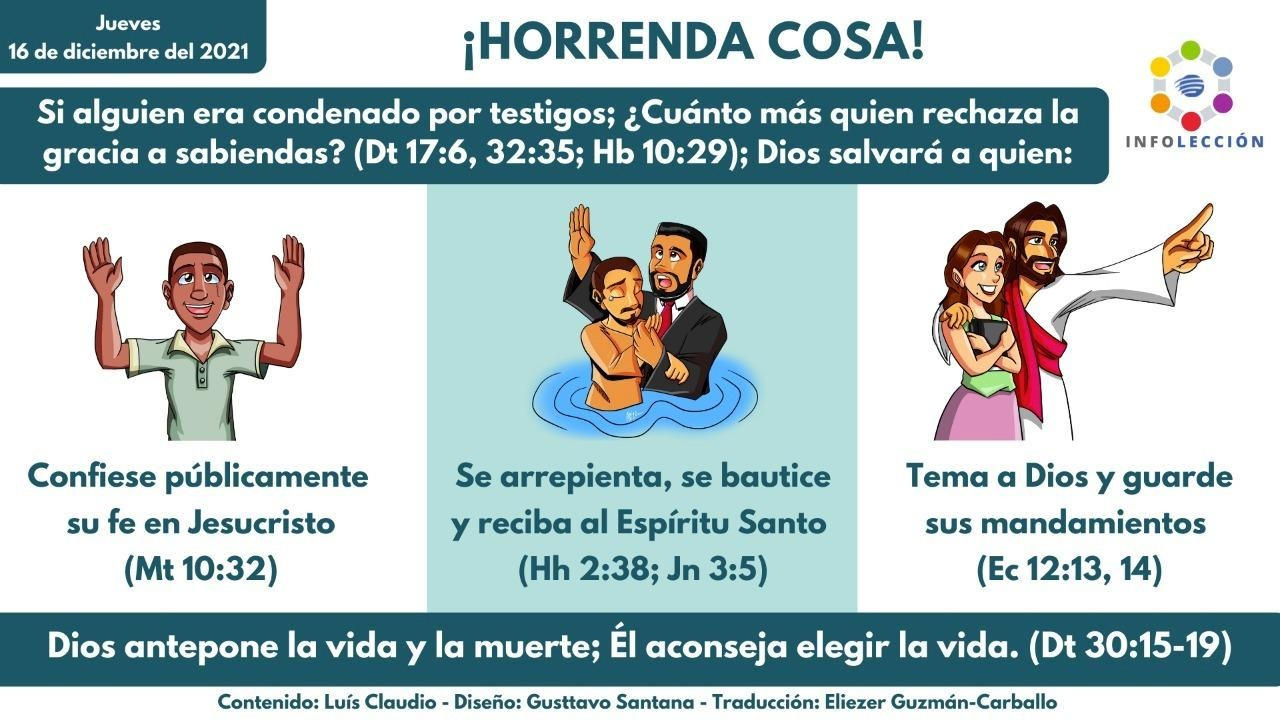 Jueves
16 de diciembre del 2021
¡HORRENDA COSA!
INFOLECCIÓN
Si alguien era condenado por testigos; ¿Cuánto más quien rechaza la
gracia a sabiendas? (Dt 17:6, 32:35; Hb 10:29); Dios salvará a quien:
Confiese públicamente
su fe en Jesucristo
(Mt 10:32)
Se arrepienta, se bautice
y reciba al Espíritu Santo
(Hh 2:38; Jn 3:5)
Tema a Dios y guarde
sus mandamientos
(Ec 12:13, 14)
Dios antepone la vida y la muerte; Él aconseja elegir la vida. (Dt 30:15-19)
Contenido: Luís Claudio - Diseño: Gusttavo Santana - Traducción: Eliezer Guzmán-Carballo